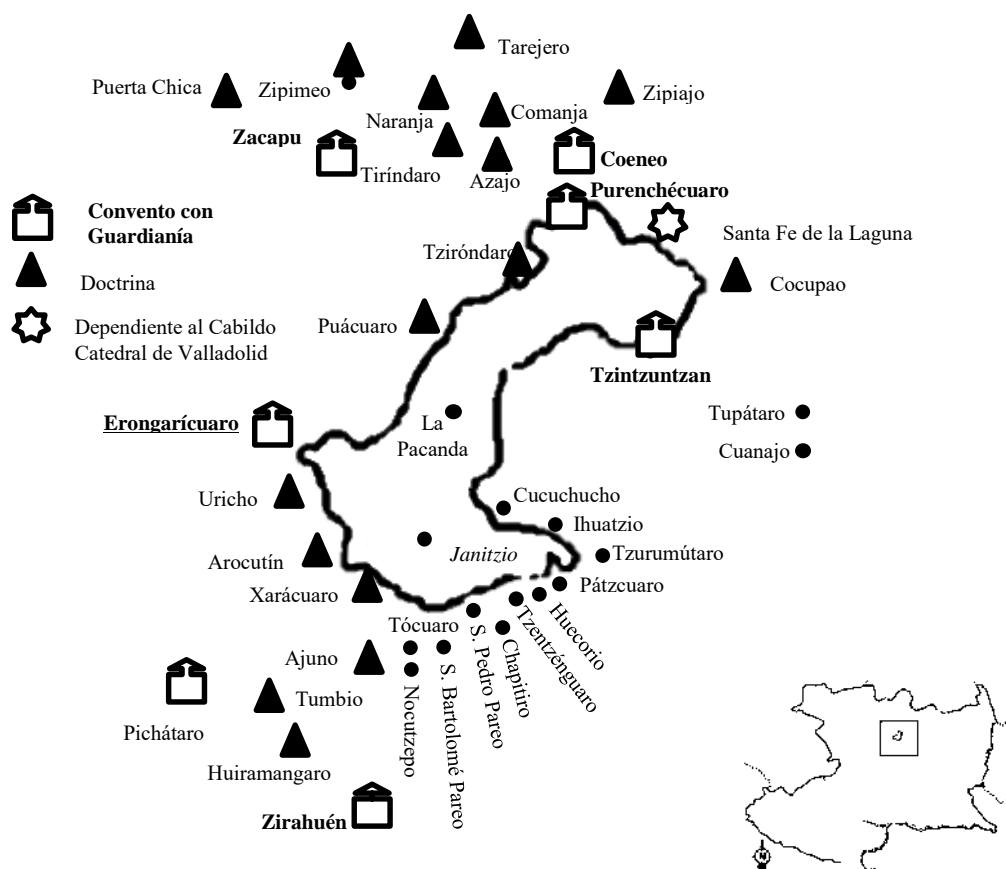 Tarejero
Puerta Chica
Zipimeo
Zipiajo
Naranja
Comanja
Zacapu
Tiríndaro
Azajo
Coeneo
Purenchécuaro
Convento con
Guardianía
Santa Fe de la Laguna
Tziróndaro
Doctrina
Cocupao
Puácuaro
Dependiente al Cabildo
Catedral de Valladolid
Tzintzuntzan
Erongarícuaro
La
Pacanda
Tupátaro
Cuanajo
Uricho
Cucuchucho
Ihuatzio
Arocutín
Janitzio
Tzurumútaro
Xarácuaro
Pátzcuaro
Tócuaro
Huecorio
Tzentzénguaro
S. Pedro Pareo
Chapitiro
Ajuno
Nocutzepo
S. Bartolomé Pareo
Tumbio
Pichátaro
Huiramangaro
Zirahuén
N